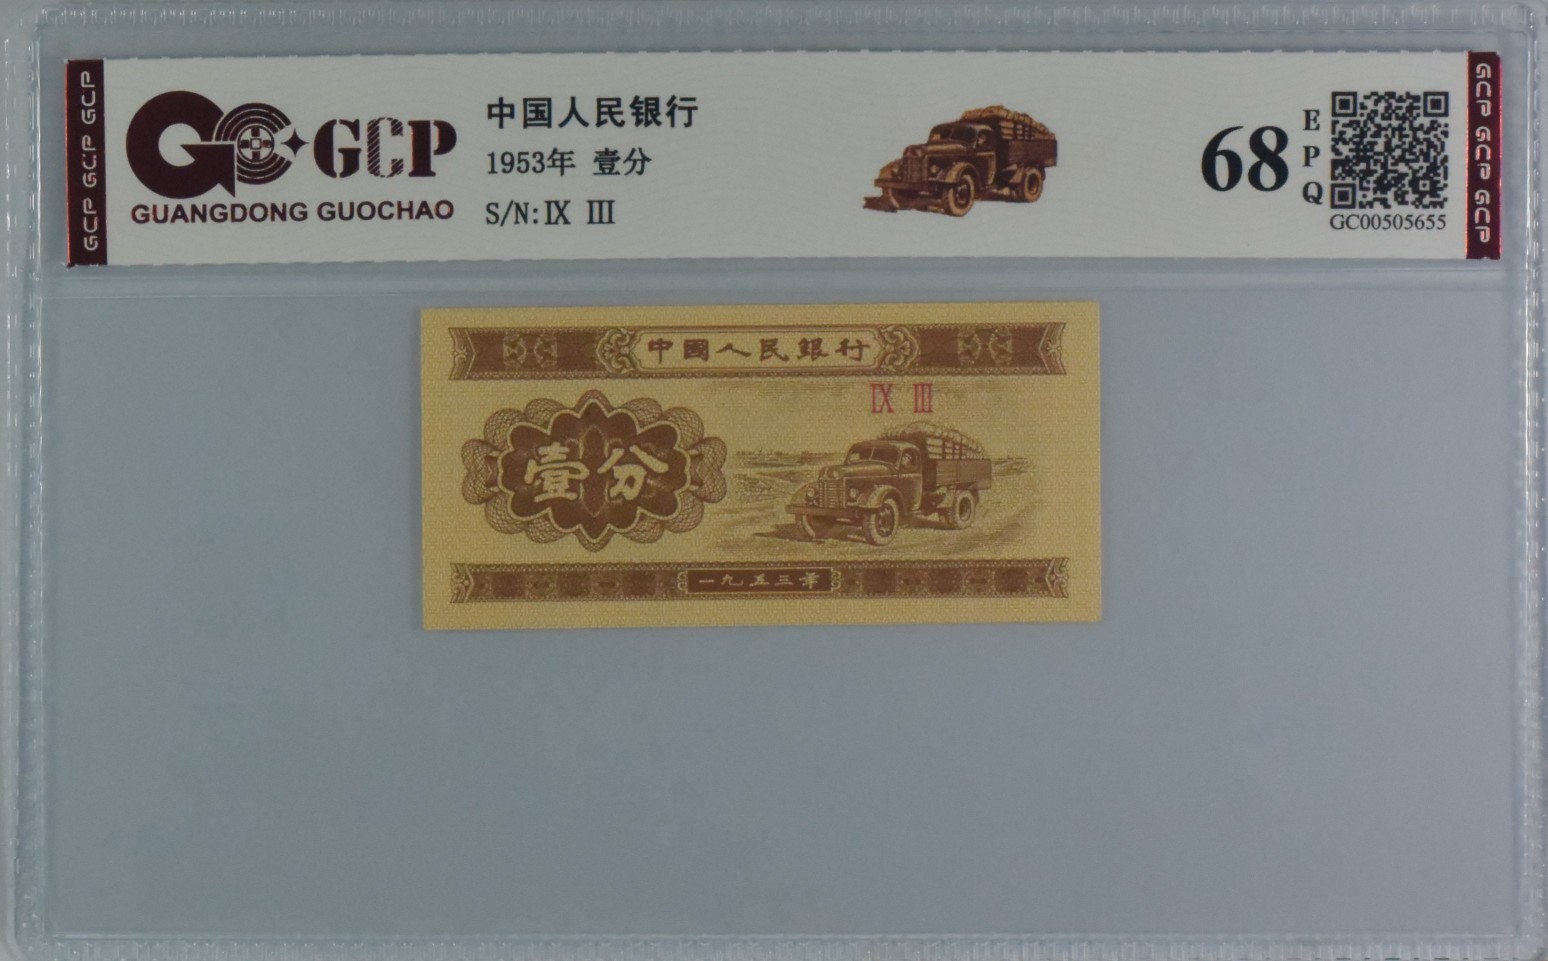 GCP GCP GCP
GCP
GUANGDONG GUOCHAO
中国人民银行
1953年 壹分
S/N: IX III
68
EPQ
GC00505655
GCP GCP GCP
中國人民銀行
IX III
壹分
一九五三年